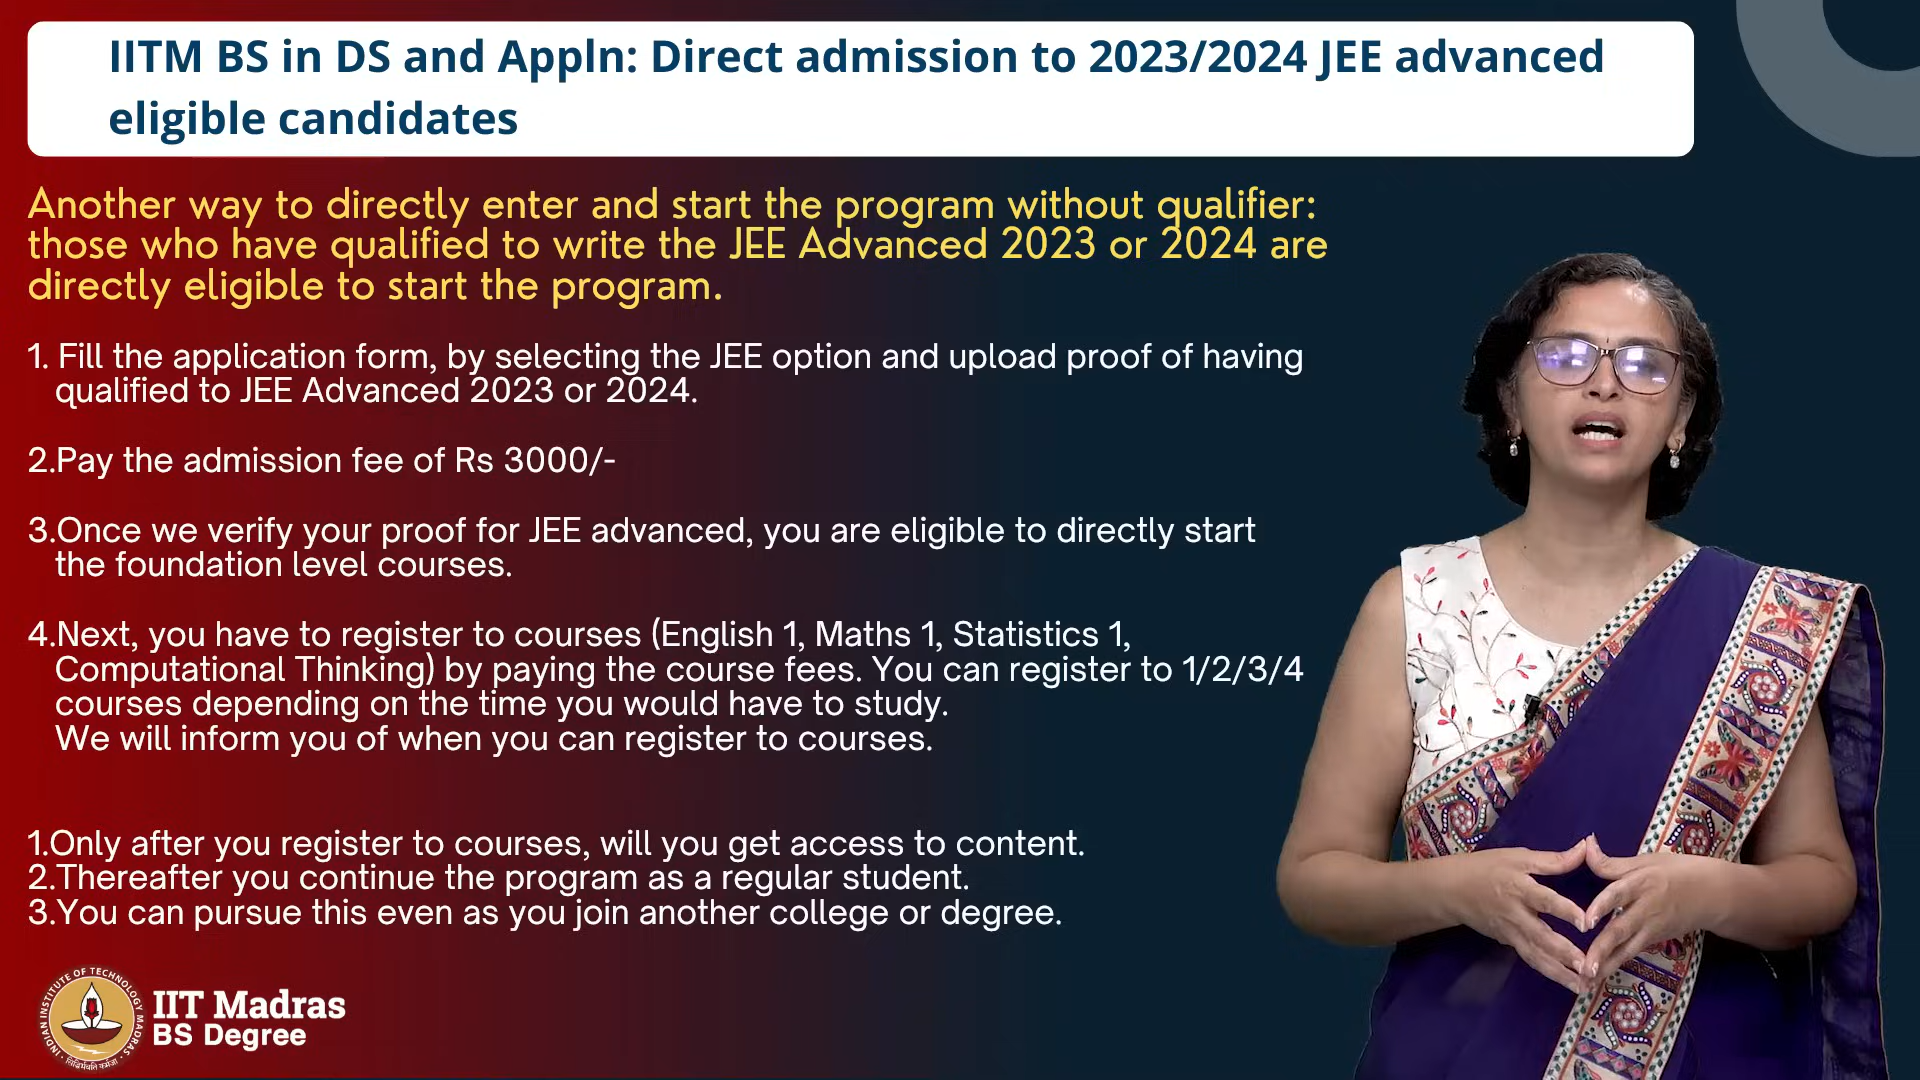 IITM BS in DS and Appln: Direct admission to 2023/2024 JEE advanced
eligible candidates
Another way to directly enter and start the program without qualifier:
those who have qualified to write the JEE Advanced 2023 or 2024 are
directly eligible to start the program.
1. Fill the application form, by selecting the JEE option and upload proof of having
qualified to JEE Advanced 2023 or 2024.
2.Pay the admission fee of Rs 3000/-
3.Once we verify your proof for JEE advanced, you are eligible to directly start
the foundation level courses.
4.Next, you have to register to courses (English 1, Maths 1, Statistics 1,
Computational Thinking) by paying the course fees. You can register to 1/2/3/4
courses depending on the time you would have to study.
We will inform you of when you can register to courses.
1.Only after you register to courses, will you get access to content.
2.Thereafter you continue the program as a regular student.
3.You can pursue this even as you join another college or degree.
INDIAN INSTITUTE OF TECHNOLOGY MADRAS
सिद्धिर्भवति कर्मजा
IIT Madras
BS Degree